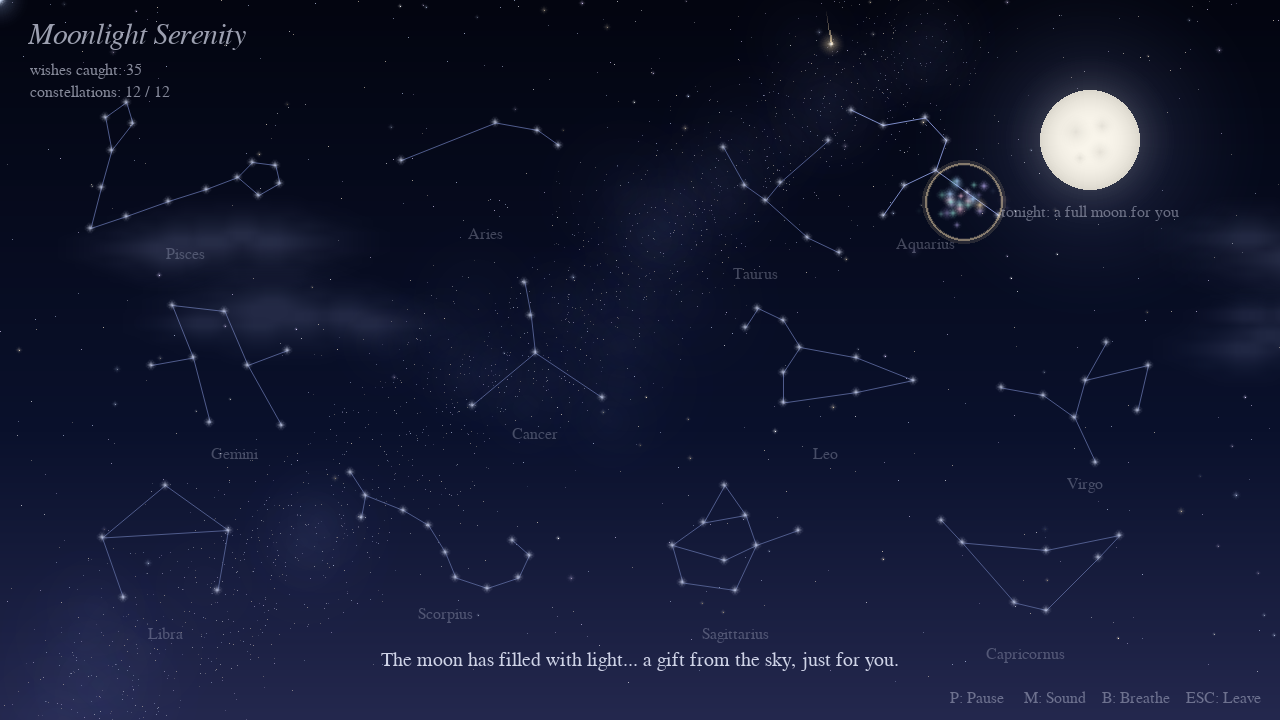 Moonlight Serenity
wishes caught: 35
constellations: 12 / 12
tonight: a full moon for you
Pisces
Aries
Taurus
Aquarius
Gemini
Cancer
Leo
Virgo
Libra
Scorpius
Sagittarius
Capricornus
The moon has filled with light... a gift from the sky, just for you.
P: Pause M: Sound B: Breathe ESC: Leave